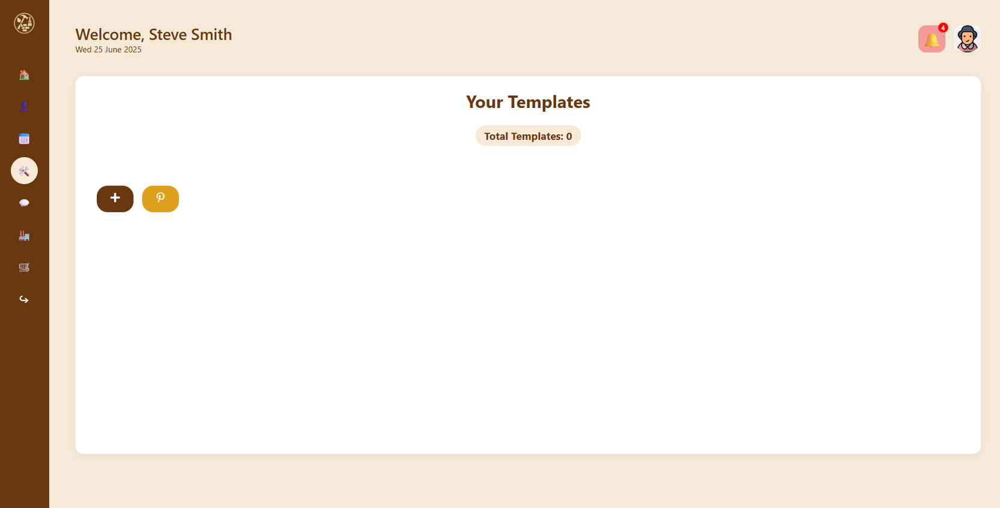 Welcome, Steve Smith
Wed 25 June 2025
4
Your Templates
Total Templates: 0